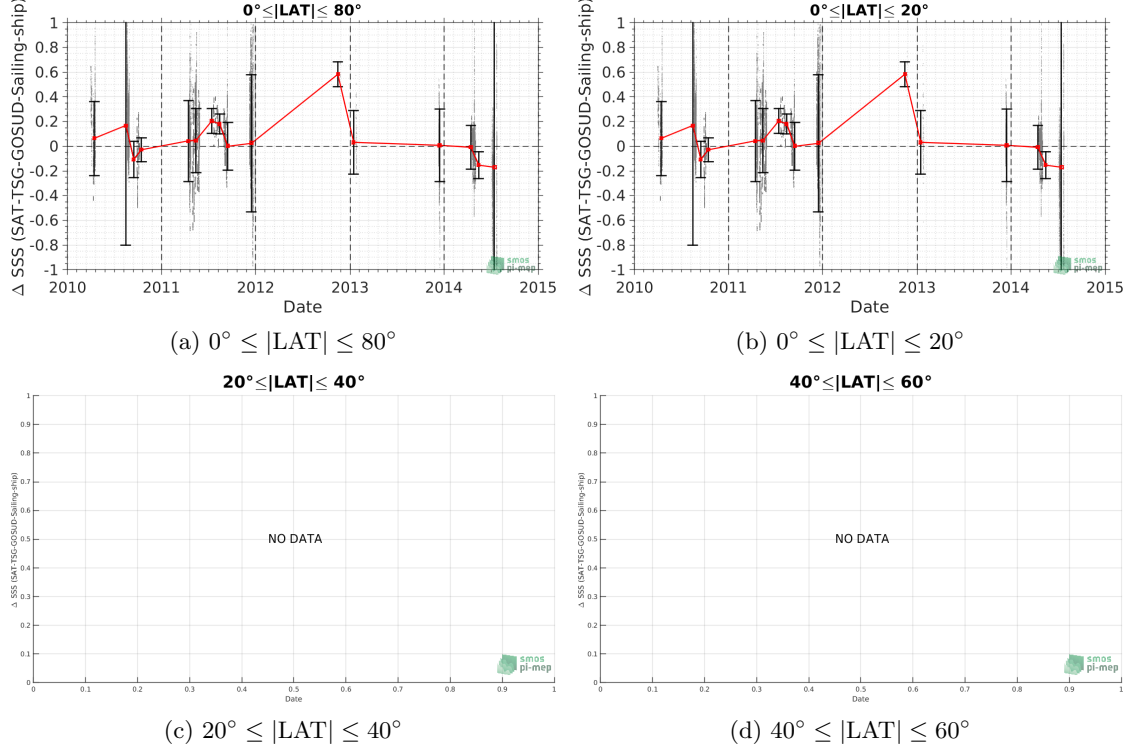 0°≤|LAT|≤ 80°
Δ SSS (SAT-TSG-GOSUD-Sailing-ship)
1
0.8
0.6
0.4
0.2
0
-0.2
-0.4
-0.6
-0.8
-1
2010 2011 2012 2013 2014 2015
Date
smos
pi-mep
(a) 0° ≤ |LAT| ≤ 80°
0°≤|LAT|≤ 20°
Δ SSS (SAT-TSG-GOSUD-Sailing-ship)
1
0.8
0.6
0.4
0.2
0
-0.2
-0.4
-0.6
-0.8
-1
2010 2011 2012 2013 2014 2015
Date
smos
pi-mep
(b) 0° ≤ |LAT| ≤ 20°
20°≤|LAT|≤ 40°
Δ SSS (SAT-TSG-GOSUD-Sailing-ship)
1
0.9
0.8
0.7
0.6
0.5
0.4
0.3
0.2
0.1
0
NO DATA
smos
pi-mep
0 0.1 0.2 0.3 0.4 0.5 0.6 0.7 0.8 0.9 1
Date
(c) 20° ≤ |LAT| ≤ 40°
40°≤|LAT|≤ 60°
Δ SSS (SAT-TSG-GOSUD-Sailing-ship)
1
0.9
0.8
0.7
0.6
0.5
0.4
0.3
0.2
0.1
0
NO DATA
smos
pi-mep
0 0.1 0.2 0.3 0.4 0.5 0.6 0.7 0.8 0.9 1
Date
(d) 40° ≤ |LAT| ≤ 60°